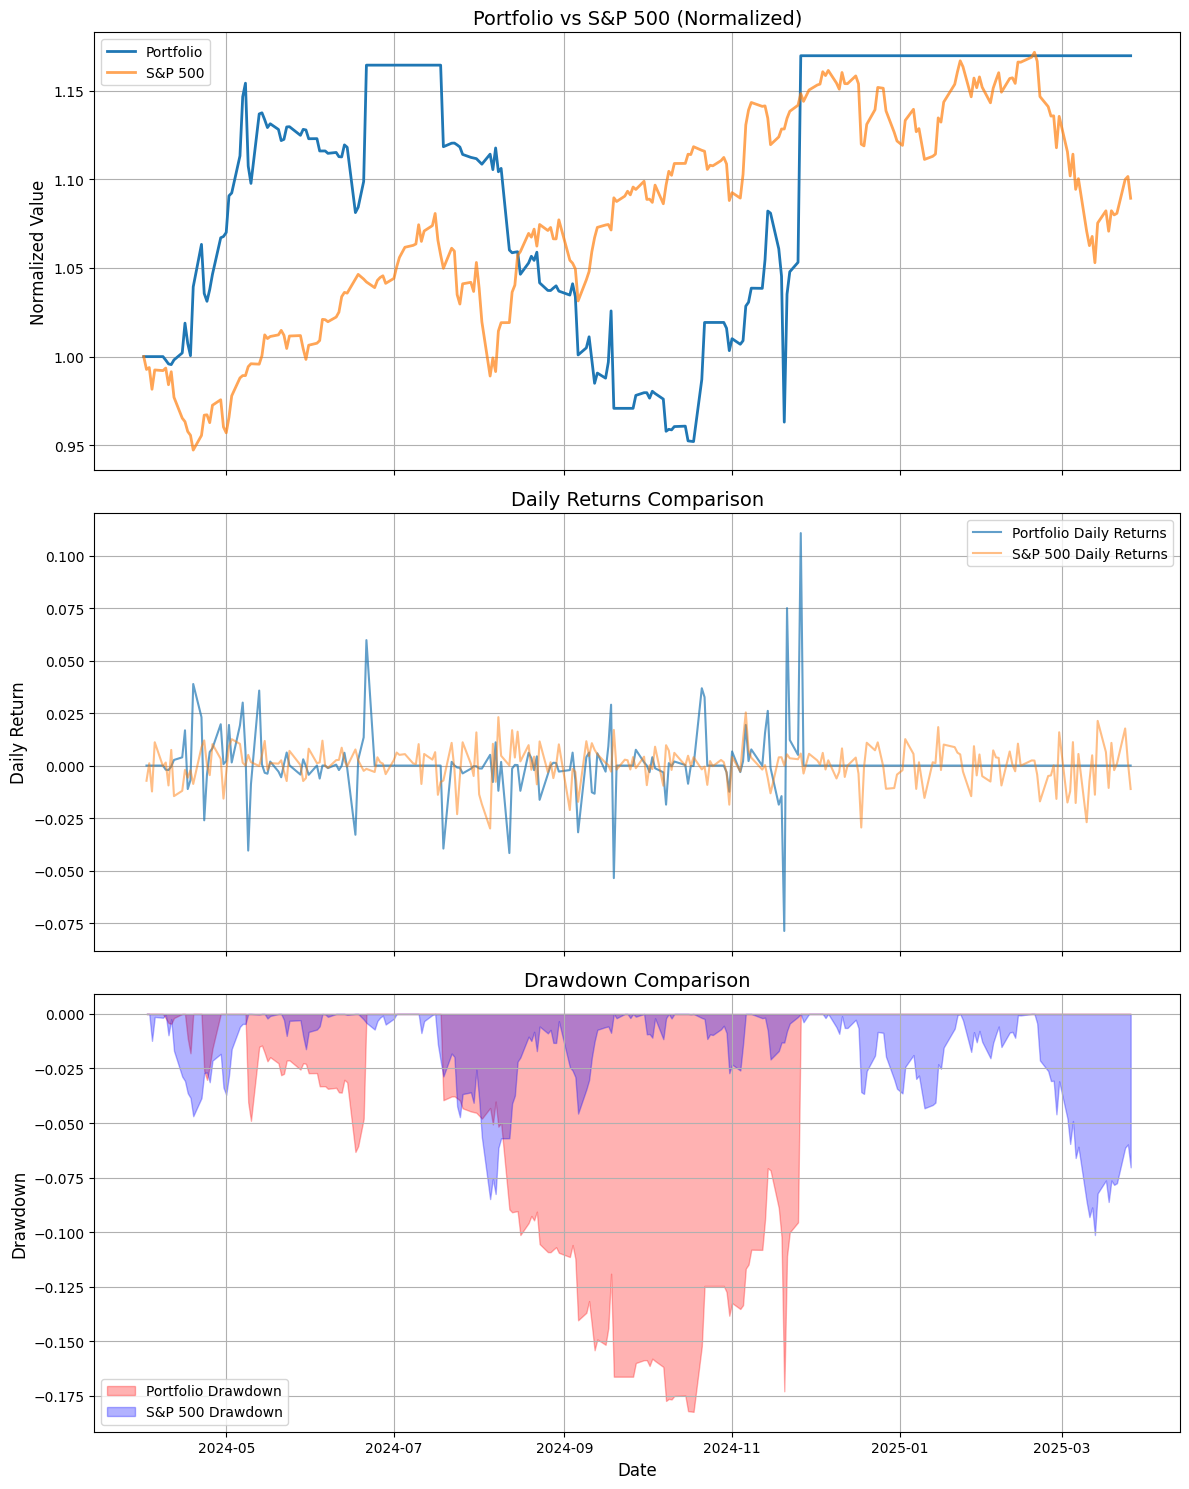 Portfolio vs S&P 500 (Normalized)
Portfolio
S&P 500
Normalized Value
1.15
1.10
1.05
1.00
0.95
Daily Returns Comparison
Portfolio Daily Returns
S&P 500 Daily Returns
Daily Return
0.100
0.075
0.050
0.025
0.000
−0.025
−0.050
−0.075
Drawdown Comparison
Drawdown
0.000
−0.025
−0.050
−0.075
−0.100
−0.125
−0.150
−0.175
Portfolio Drawdown
S&P 500 Drawdown
2024-05 2024-07 2024-09 2024-11 2025-01 2025-03
Date